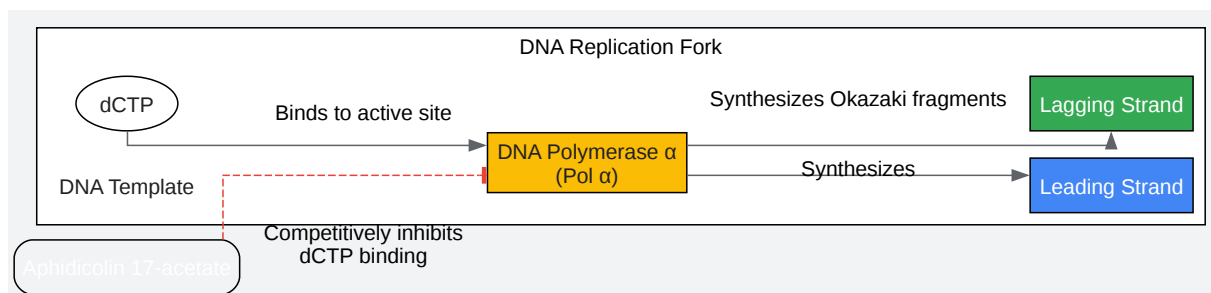 DNA Replication Fork
dCTP
Binds to active site
Synthesizes Okazaki fragments
Lagging Strand
DNA Polymerase α
(Pol α)
Synthesizes
DNA Template
Leading Strand
Competitively inhibits
dCTP binding
Aphidicolin 17-acetate